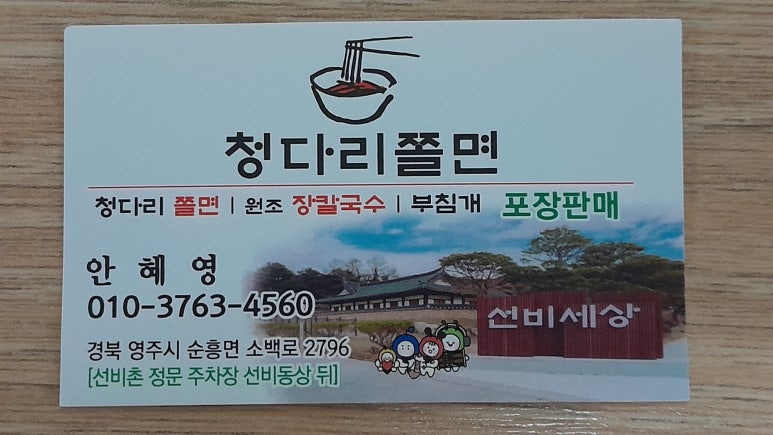 청다리쫄면
청다리 쫄면 | 원조 장칼국수 | 부침개 포장판매
안 혜 영
010-3763-4560
선비세상
경북 영주시 순흥면 소백로 2796
[선비촌 정문 주차장 선비동상 뒤]